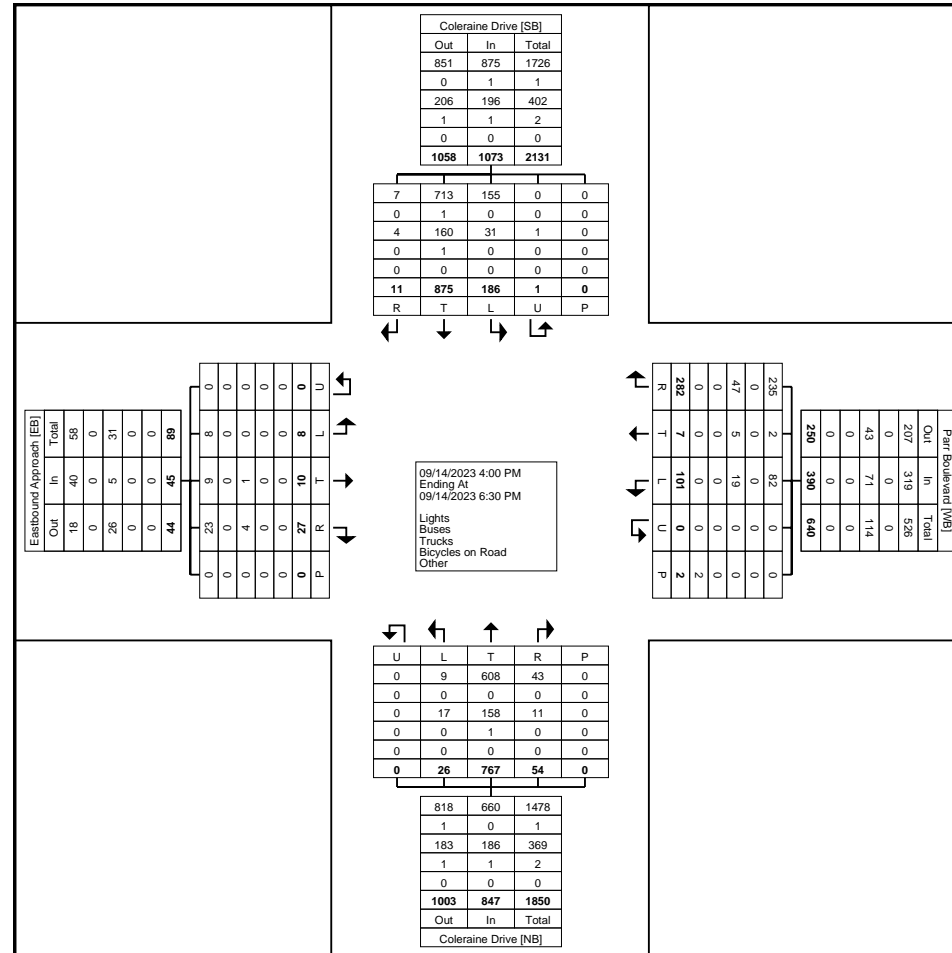 Coleraine Drive [SB]
Out In Total
851 875 1726
0 1 1
206 196 402
1 1 2
0 0 0
1058 1073 2131
7 713 155 0 0
0 1 0 0 0
4 160 31 1 0
0 1 0 0 0
0 0 0 0 0
11 875 186 1 0
R T L U P
Eastbound Approach [EB]
Total 58 0 31 0 0 89
In 40 0 5 0 0 45
Out 18 0 26 0 0 44
0 0 0 0 0 0 U
8 0 0 0 0 8 L
9 0 1 0 0 10 T
23 0 4 0 0 27 R
0 0 0 0 0 0 P
09/14/2023 4:00 PM
Ending At
09/14/2023 6:30 PM
Lights
Buses
Trucks
Bicycles on Road
Other
R 282 0 0 47 0 235
T 7 0 0 5 0 2
L 101 0 0 19 0 82
U 0 0 0 0 0 0
P 2 2 0 0 0 0
250 0 0 43 0 207 Out
390 0 0 71 0 319 In
640 0 0 114 0 526 Total
Parr Boulevard [WB]
U L T R P
0 9 608 43 0
0 0 0 0 0
0 17 158 11 0
0 0 1 0 0
0 0 0 0 0
0 26 767 54 0
818 660 1478
1 0 1
183 186 369
1 1 2
0 0 0
1003 847 1850
Out In Total
Coleraine Drive [NB]